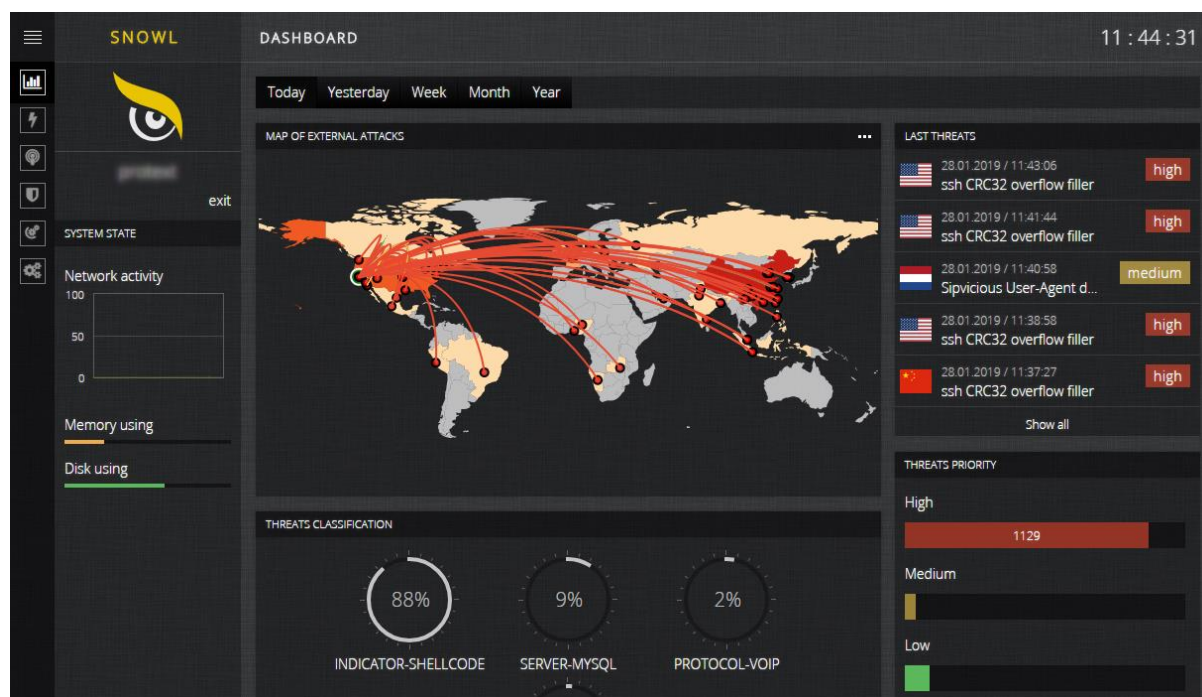 SNOWL
DASHBOARD
11 : 44 : 31
exit
SYSTEM STATE
Network activity
100
50
0
Memory using
Disk using
Today Yesterday Week Month Year
MAP OF EXTERNAL ATTACKS
THREATS CLASSIFICATION
88% 9% 2%
INDICATOR-SHELLCODE SERVER-MYSQL PROTOCOL-VOIP
LAST THREATS
28.01.2019 / 11:43:06
ssh CRC32 overflow filler
high
28.01.2019 / 11:41:44
ssh CRC32 overflow filler
high
28.01.2019 / 11:40:58
Sipvicious User-Agent d...
medium
28.01.2019 / 11:38:58
ssh CRC32 overflow filler
high
28.01.2019 / 11:37:27
ssh CRC32 overflow filler
high
Show all
THREATS PRIORITY
High
1129
Medium
Low